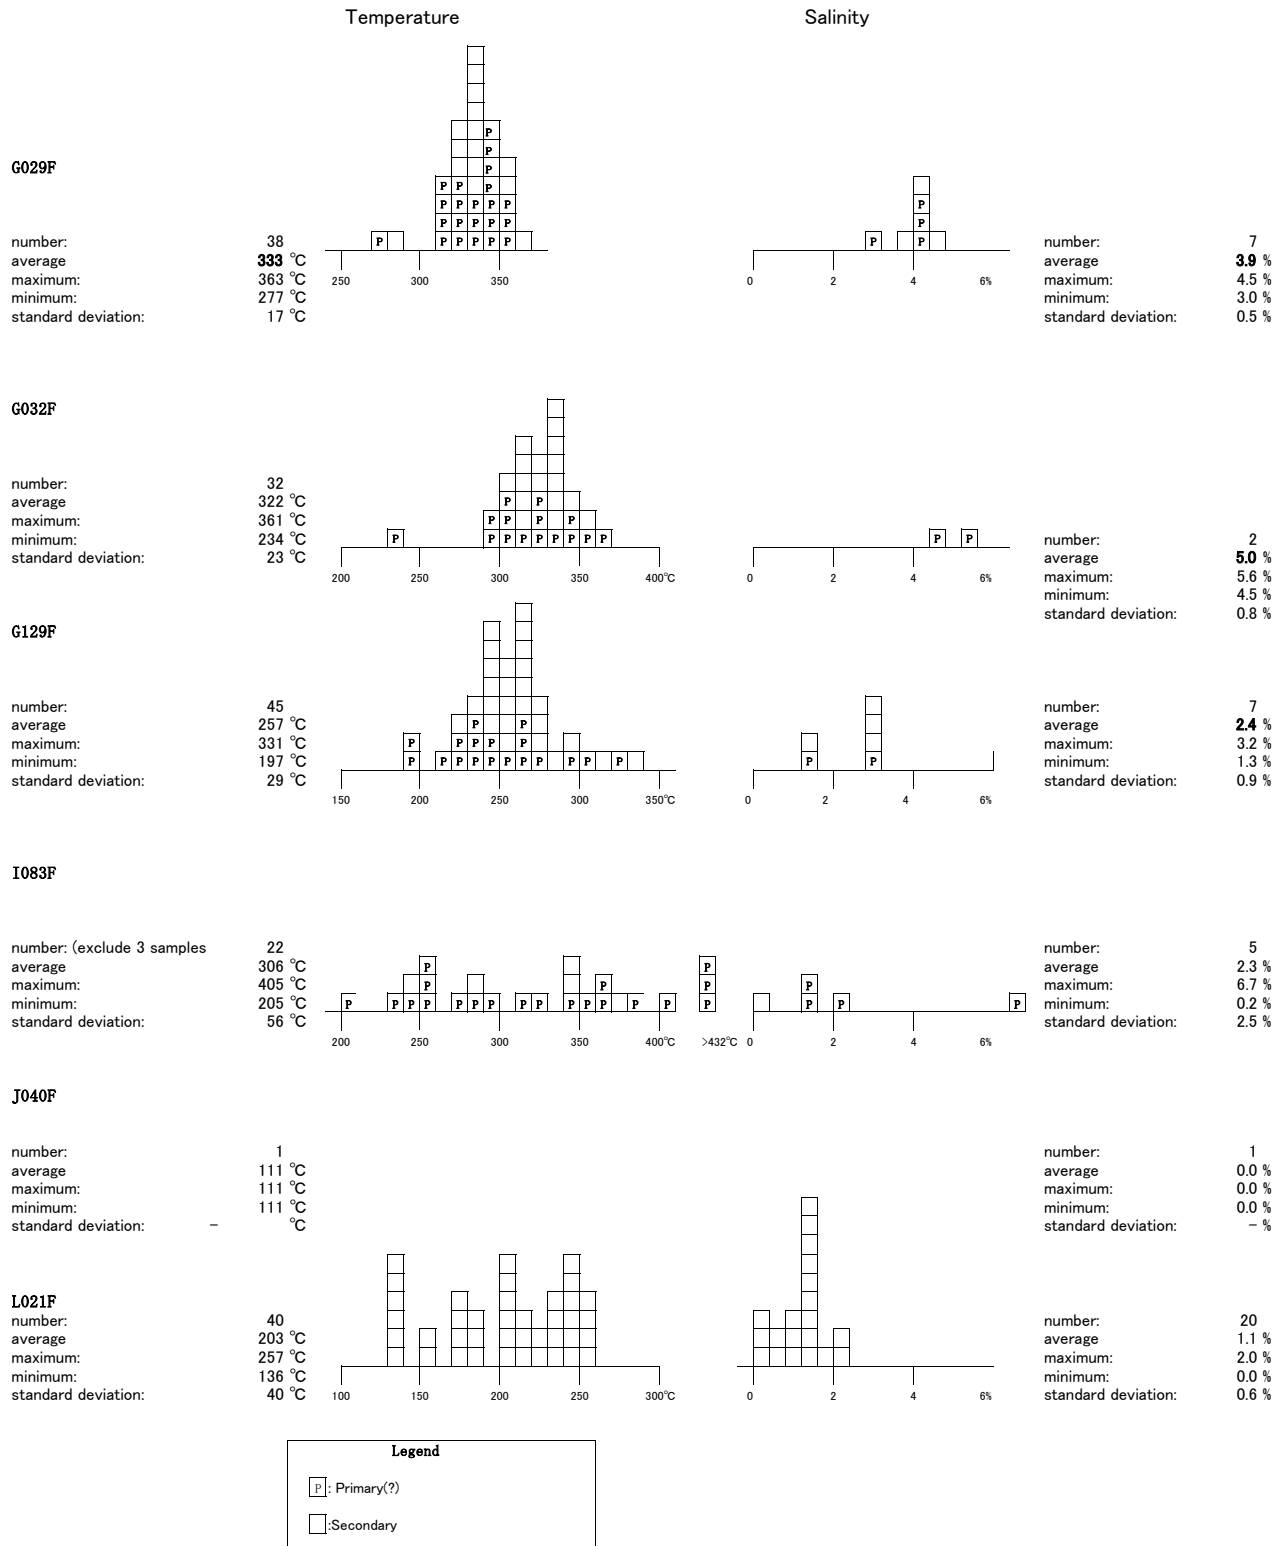 Temperature Salinity
G029F
P
P
P
P P P
P P P P P
P P P P P P
P P P P P P
P
P
P P
number: 38
average 333 ℃
maximum: 363 ℃
minimum: 277 ℃
standard deviation: 17 ℃
250 300 350
0 2 4 6%
number: 7
average 3.9 %
maximum: 4.5 %
minimum: 3.0 %
standard deviation: 0.5 %
G032F
number: 32
average 322 ℃
maximum: 361 ℃
minimum: 234 ℃
standard deviation: 23 ℃
P P
P P P P
P P P P P P P P P
200 250 300 350 400℃
P P
0 2 4 6%
number: 2
average 5.0 %
maximum: 5.6 %
minimum: 4.5 %
standard deviation: 0.8 %
G129F
number: 45
average 257 ℃
maximum: 331 ℃
minimum: 197 ℃
standard deviation: 29 ℃
P P
P P P P P
P P P P P P P P P P P
150 200 250 300 350℃
P P
0 2 4 6%
number: 7
average 2.4 %
maximum: 3.2 %
minimum: 1.3 %
standard deviation: 0.9 %
I083F
number: (exclude 3 samples 22
average 306 ℃
maximum: 405 ℃
minimum: 205 ℃
standard deviation: 56 ℃
P P
P P P P
P P P P P P P P P P P P P P P P P P
200 250 300 350 400℃ >432℃
0 2 4 6%
number: 5
average 2.3 %
maximum: 6.7 %
minimum: 0.2 %
standard deviation: 2.5 %
J040F
number: 1
average 111 ℃
maximum: 111 ℃
minimum: 111 ℃
standard deviation: – ℃
number: 1
average 0.0 %
maximum: 0.0 %
minimum: 0.0 %
standard deviation: – %
L021F
number: 40
average 203 ℃
maximum: 257 ℃
minimum: 136 ℃
standard deviation: 40 ℃
100 150 200 250 300℃
0 2 4 6%
number: 20
average 1.1 %
maximum: 2.0 %
minimum: 0.0 %
standard deviation: 0.6 %
Legend
P : Primary(?)
:Secondary